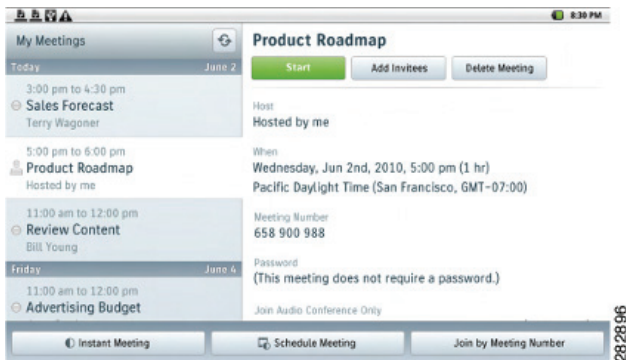 8:30 PM
My Meetings
Today June 2
3:00 pm to 4:30 pm
Sales Forecast
Terry Wagoner
5:00 pm to 6:00 pm
Product Roadmap
Hosted by me
11:00 am to 12:00 pm
Review Content
Bill Young
Friday June 4
11:00 am to 12:00 pm
Advertising Budget
Product Roadmap
Start Add Invitees Delete Meeting
Host
Hosted by me
When
Wednesday, Jun 2nd, 2010, 5:00 pm (1 hr)
Pacific Daylight Time (San Francisco, GMT-07:00)
Meeting Number
658 900 988
Password
(This meeting does not require a password.)
Join Audio Conference Only
Instant Meeting Schedule Meeting Join by Meeting Number
282896